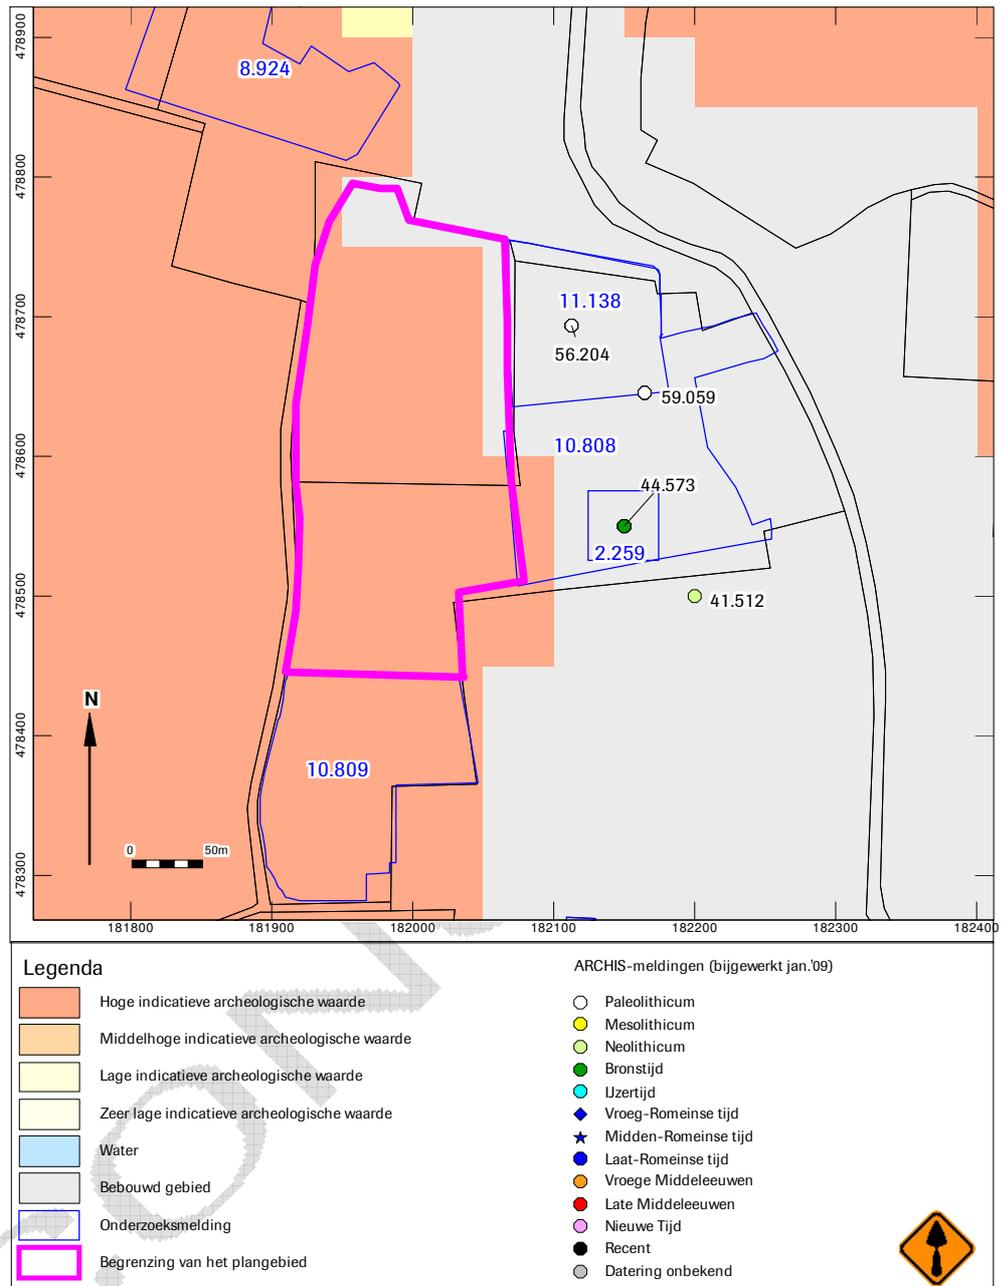 478900
8.924
478800
11.138
478700
56.204
59.059
10.808
478600
44.573
2.259
478500
41.512
N
478400
10.809
0 50m
478300
181800 181900 182000 182100 182200 182300 182400
Legenda
Hoge indicatieve archeologische waarde
Middelhoge indicatieve archeologische waarde
Lage indicatieve archeologische waarde
Zeer lage indicatieve archeologische waarde
Water
Bebouwd gebied
Onderzoeksmelding
Begrenzing van het plangebied
ARCHIS-meldingen (bijgewerkt jan.'09)
Paleolithicum
Mesolithicum
Neolithicum
Bronstijd
IJzertijd
Vroeg-Romeinse tijd
Midden-Romeinse tijd
Laat-Romeinse tijd
Vroege Middeleeuwen
Late Middeleeuwen
Nieuwe Tijd
Recent
Datering onbekend